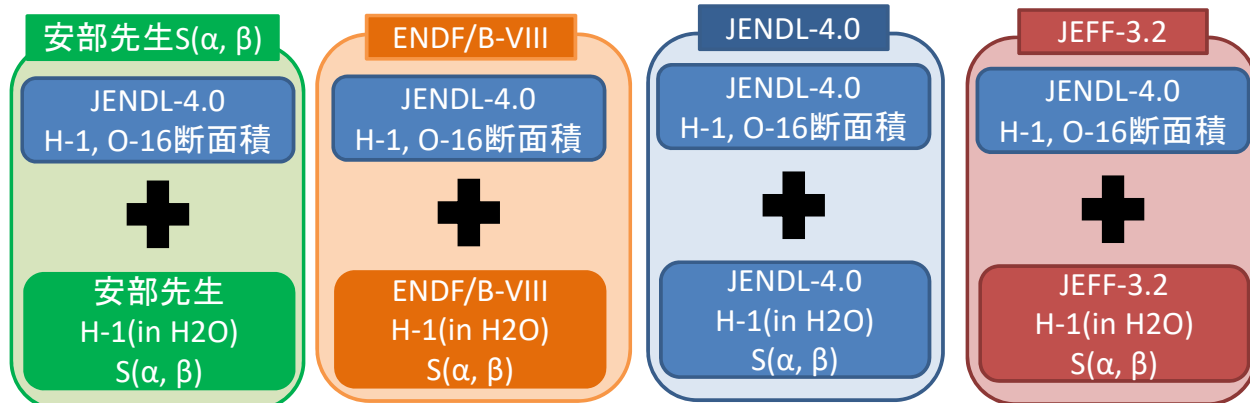 安部先生S(α, β)
JENDL-4.0
H-1, O-16断面積
安部先生
H-1(in H2O)
S(α, β)
ENDF/B-VIII
JENDL-4.0
H-1, O-16断面積
ENDF/B-VIII
H-1(in H2O)
S(α, β)
JENDL-4.0
JENDL-4.0
H-1, O-16断面積
JENDL-4.0
H-1(in H2O)
S(α, β)
JEFF-3.2
JENDL-4.0
H-1, O-16断面積
JEFF-3.2
H-1(in H2O)
S(α, β)